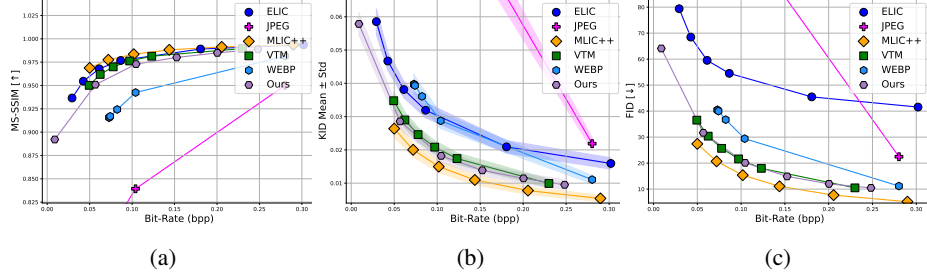 MS-SSIM [↑]
1.025
1.000
0.975
0.950
0.925
0.900
0.875
0.850
0.825
0.00 0.05 0.10 0.15 0.20 0.25 0.30
Bit-Rate (bpp)
ELIC
JPEG
MLIC++
VTM
WEBP
Ours
(a)
KID Mean ± Std
0.06
0.05
0.04
0.03
0.02
0.01
0.00 0.05 0.10 0.15 0.20 0.25 0.30
Bit-Rate (bpp)
ELIC
JPEG
MLIC++
VTM
WEBP
Ours
(b)
FID [↓]
80
70
60
50
40
30
20
10
0.00 0.05 0.10 0.15 0.20 0.25 0.30
Bit-Rate (bpp)
ELIC
JPEG
MLIC++
VTM
WEBP
Ours
(c)